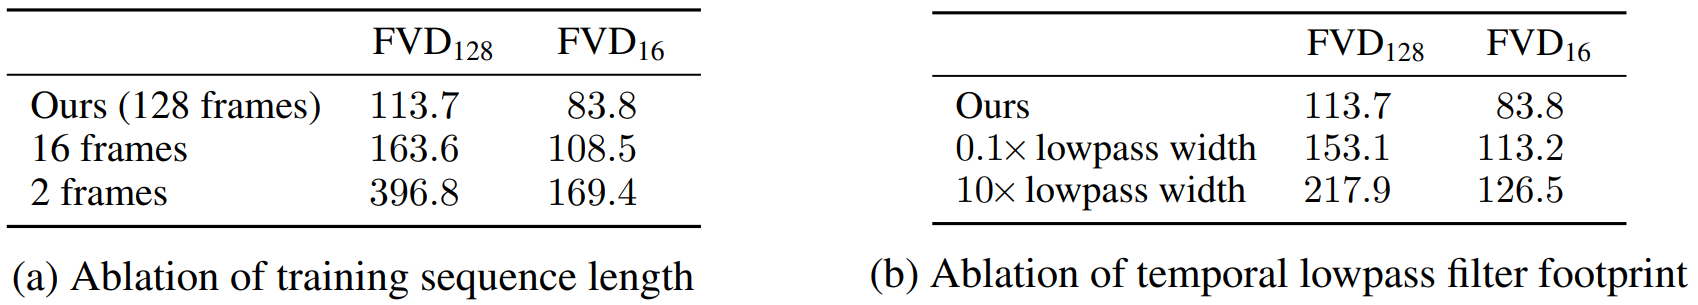 FVD128 FVD16
Ours (128 frames) 113.7 83.8
16 frames 163.6 108.5
2 frames 396.8 169.4
(a) Ablation of training sequence length
FVD128 FVD16
Ours 113.7 83.8
0.1× lowpass width 153.1 113.2
10× lowpass width 217.9 126.5
(b) Ablation of temporal lowpass filter footprint